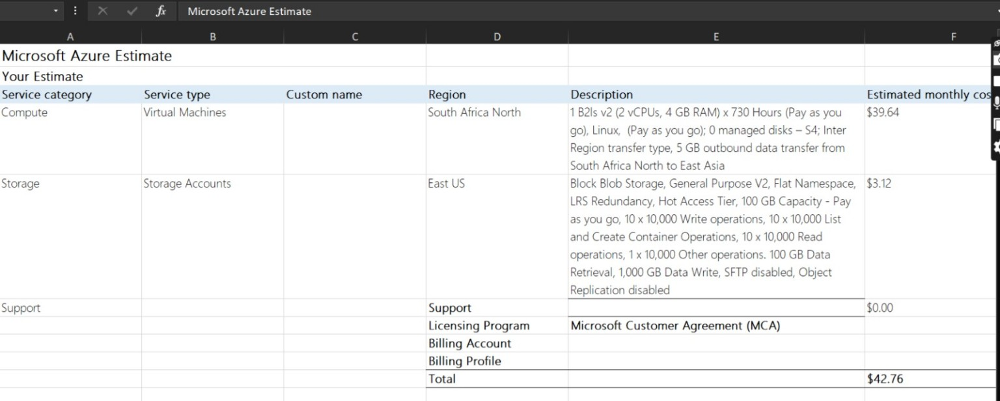 fx Microsoft Azure Estimate
A B C D E F
Microsoft Azure Estimate
Your Estimate
Service category Service type Custom name Region Description Estimated monthly cos
Compute Virtual Machines South Africa North 1 B2ls v2 (2 vCPUs, 4 GB RAM) x 730 Hours (Pay as you $39.64
go), Linux,  (Pay as you go); 0 managed disks – S4; Inter
Region transfer type, 5 GB outbound data transfer from
South Africa North to East Asia
Storage Storage Accounts East US Block Blob Storage, General Purpose V2, Flat Namespace, $3.12
LRS Redundancy, Hot Access Tier, 100 GB Capacity - Pay
as you go, 10 x 10,000 Write operations, 10 x 10,000 List
and Create Container Operations, 10 x 10,000 Read
operations, 1 x 10,000 Other operations. 100 GB Data
Retrieval, 1,000 GB Data Write, SFTP disabled, Object
Replication disabled
Support Support $0.00
Licensing Program Microsoft Customer Agreement (MCA)
Billing Account
Billing Profile
Total $42.76